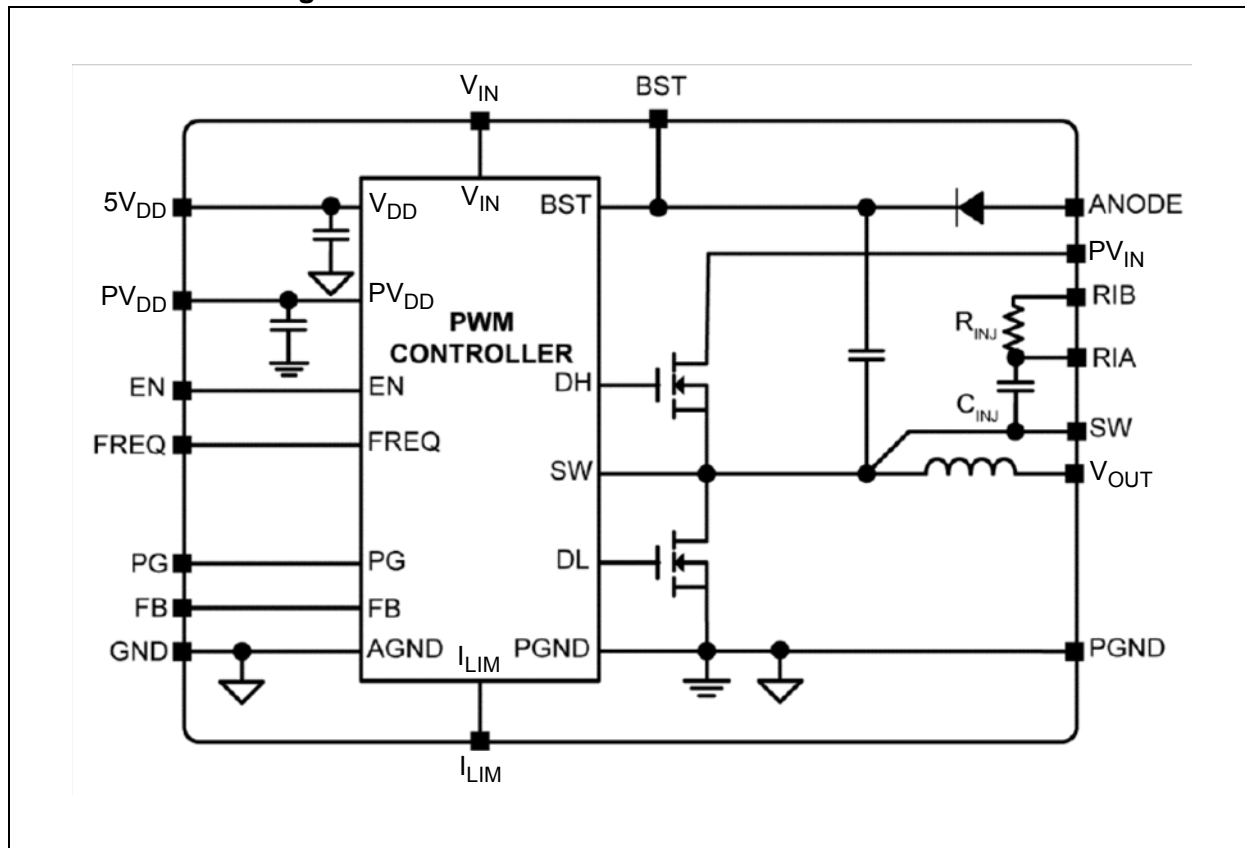 V_IN
BST
5V_DD
V_DD
V_IN
BST
ANODE
PV_IN
PV_DD
PV_DD
PWM
CONTROLLER
RIB
R_INJ
RIA
EN
EN
DH
C_INJ
FREQ
FREQ
SW
SW
V_OUT
PG
PG
DL
FB
FB
GND
AGND
I_LIM
PGND
PGND
I_LIM